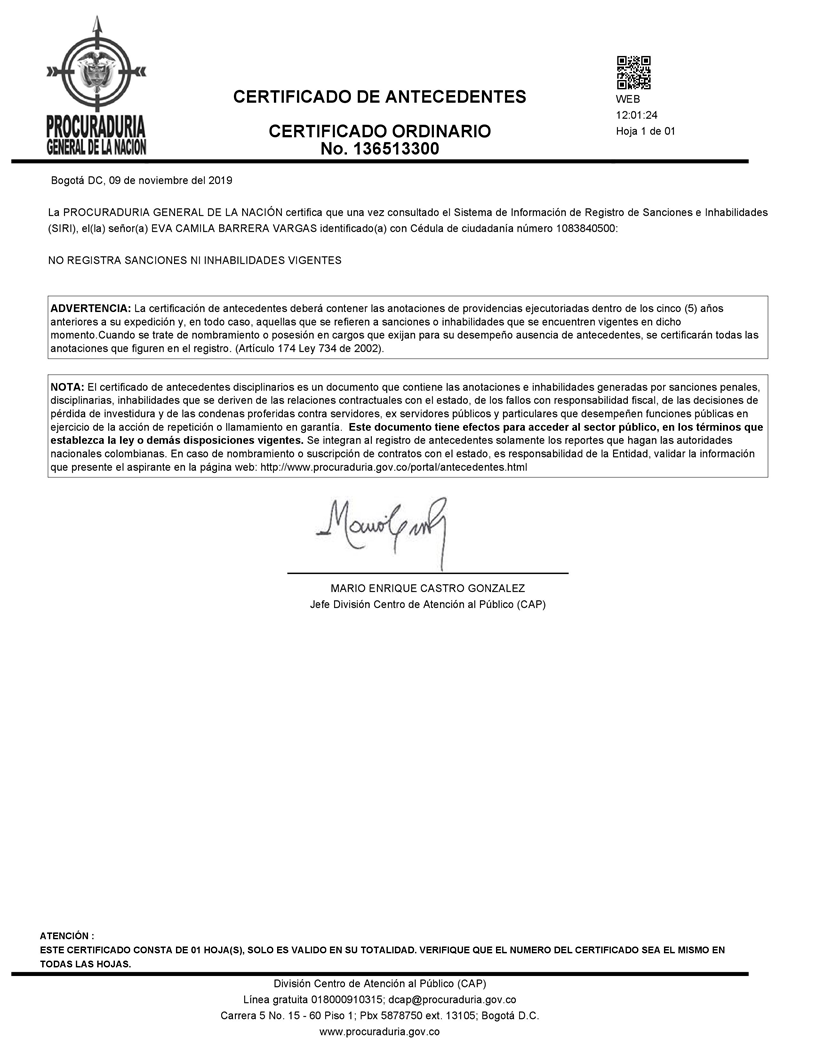 PROCURADURIA
GENERAL DE LA NACION
CERTIFICADO DE ANTECEDENTES
CERTIFICADO ORDINARIO
No. 136513300
WEB
12:01:24
Hoja 1 de 01
Bogotá DC, 09 de noviembre del 2019
La PROCURADURIA GENERAL DE LA NACIÓN certifica que una vez consultado el Sistema de Información de Registro de Sanciones e Inhabilidades
(SIRI), el(la) señor(a) EVA CAMILA BARRERA VARGAS identificado(a) con Cédula de ciudadanía número 1083840500:
NO REGISTRA SANCIONES NI INHABILIDADES VIGENTES
ADVERTENCIA: La certificación de antecedentes deberá contener las anotaciones de providencias ejecutoriadas dentro de los cinco (5) años
anteriores a su expedición y, en todo caso, aquellas que se refieren a sanciones o inhabilidades que se encuentren vigentes en dicho
momento.Cuando se trate de nombramiento o posesión en cargos que exijan para su desempeño ausencia de antecedentes, se certificarán todas las
anotaciones que figuren en el registro. (Artículo 174 Ley 734 de 2002).
NOTA: El certificado de antecedentes disciplinarios es un documento que contiene las anotaciones e inhabilidades generadas por sanciones penales,
disciplinarias, inhabilidades que se deriven de las relaciones contractuales con el estado, de los fallos con responsabilidad fiscal, de las decisiones de
pérdida de investidura y de las condenas proferidas contra servidores, ex servidores públicos y particulares que desempeñen funciones públicas en
ejercicio de la acción de repetición o llamamiento en garantía. Este documento tiene efectos para acceder al sector público, en los términos que
establezca la ley o demás disposiciones vigentes. Se integran al registro de antecedentes solamente los reportes que hagan las autoridades
nacionales colombianas. En caso de nombramiento o suscripción de contratos con el estado, es responsabilidad de la Entidad, validar la información
que presente el aspirante en la página web: http://www.procuraduria.gov.co/portal/antecedentes.html
MARIO ENRIQUE CASTRO GONZALEZ
Jefe División Centro de Atención al Público (CAP)
ATENCIÓN :
ESTE CERTIFICADO CONSTA DE 01 HOJA(S), SOLO ES VALIDO EN SU TOTALIDAD. VERIFIQUE QUE EL NUMERO DEL CERTIFICADO SEA EL MISMO EN
TODAS LAS HOJAS.
División Centro de Atención al Público (CAP)
Línea gratuita 018000910315; dcap@procuraduria.gov.co
Carrera 5 No. 15 - 60 Piso 1; Pbx 5878750 ext. 13105; Bogotá D.C.
www.procuraduria.gov.co